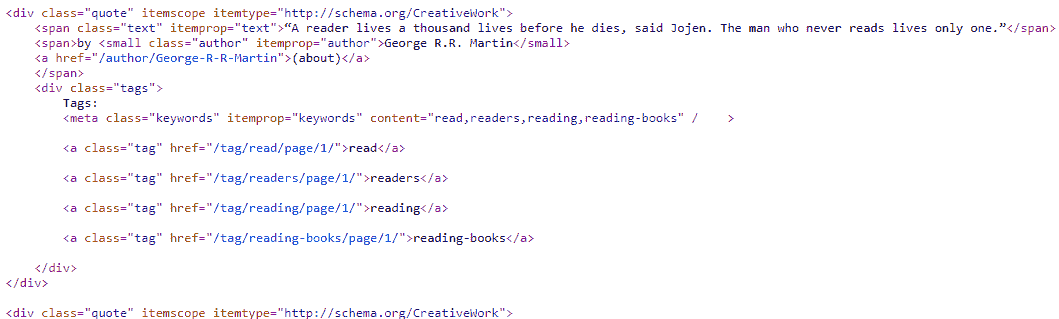 <div class="quote" itemscope itemtype="http://schema.org/CreativeWork">
<span class="text" itemprop="text">“A reader lives a thousand lives before he dies, said Jojen. The man who never reads lives only one.”</span>
<span>by <small class="author" itemprop="author">George R.R. Martin</small>
<a href="/author/George-R-R-Martin">(about)</a>
</span>
<div class="tags">
Tags:
<meta class="keywords" itemprop="keywords" content="read,readers,reading,reading-books" /    >
<a class="tag" href="/tag/read/page/1/">read</a>
<a class="tag" href="/tag/readers/page/1/">readers</a>
<a class="tag" href="/tag/reading/page/1/">reading</a>
<a class="tag" href="/tag/reading-books/page/1/">reading-books</a>
</div>
</div>
<div class="quote" itemscope itemtype="http://schema.org/CreativeWork">